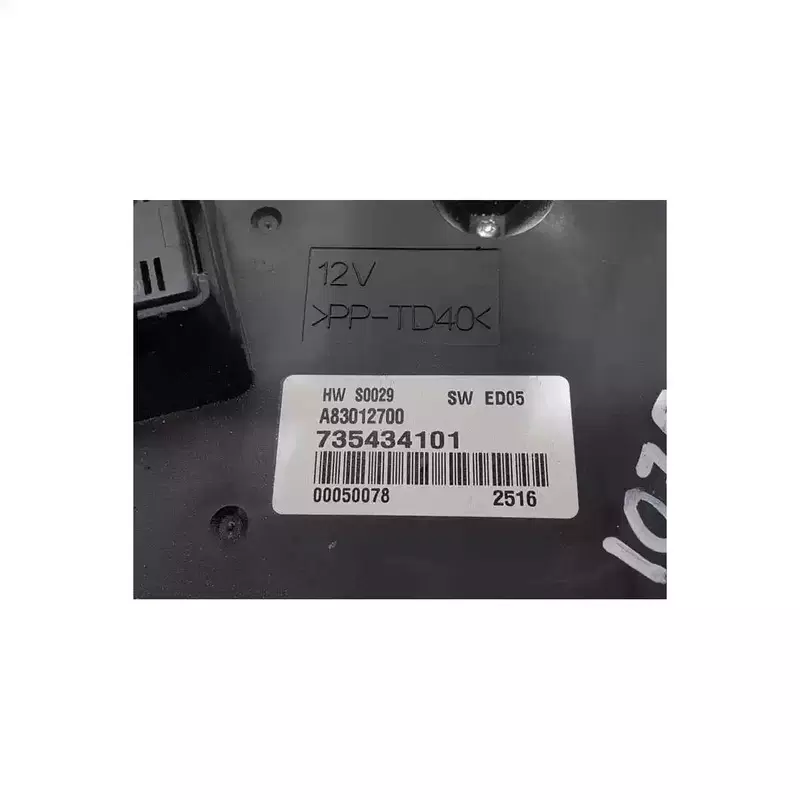 12V
>PP-TD40<
HW S0029 SW ED05
A83012700
735434101
00050078 2516